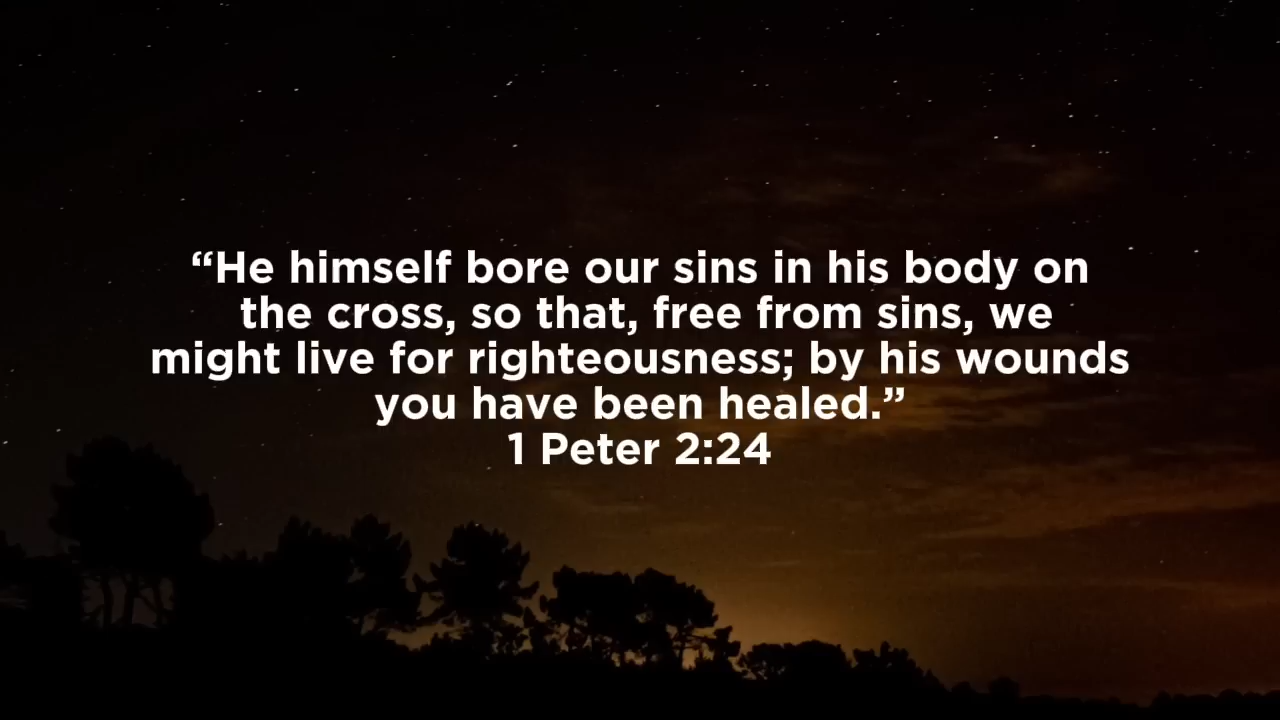 “He himself bore our sins in his body on
the cross, so that, free from sins, we
might live for righteousness; by his wounds
you have been healed.”
1 Peter 2:24